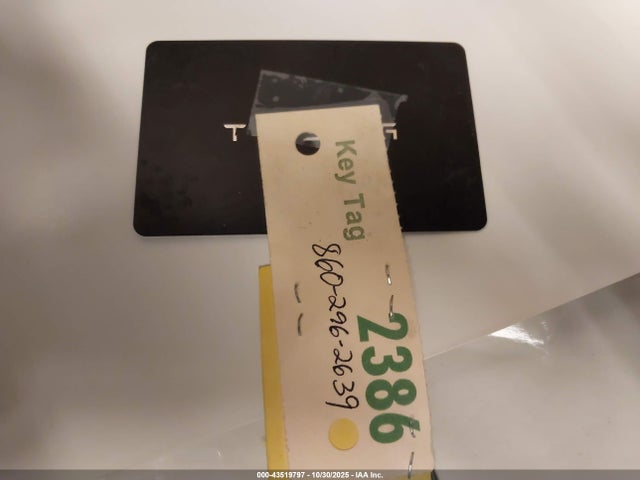 T
Key Tag
2386
860-296-2639
000-43519797 - 10/30/2025 - IAA Inc.